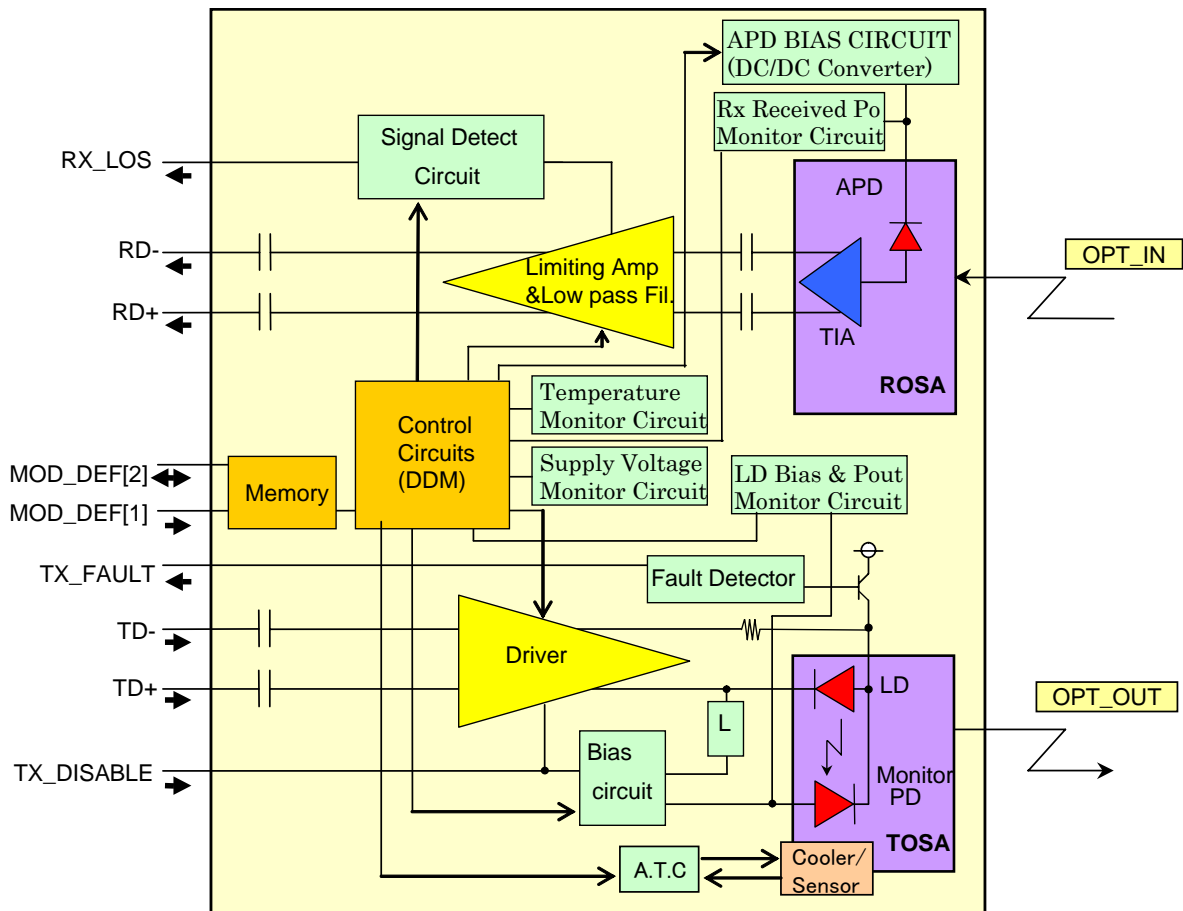 APD BIAS CIRCUIT
(DC/DC Converter)
Rx Received Po
Monitor Circuit
Signal Detect
Circuit
RX_LOS
APD
RD-
OPT_IN
Limiting Amp
&Low pass Fil.
RD+
TIA
ROSA
Temperature
Monitor Circuit
Control
Circuits
(DDM)
Supply Voltage
Monitor Circuit
LD Bias & Pout
Monitor Circuit
MOD_DEF[2]
Memory
MOD_DEF[1]
TX_FAULT
Fault Detector
TD-
Driver
TD+
LD
OPT_OUT
L
TX_DISABLE
Bias
circuit
Monitor
PD
TOSA
A.T.C
Cooler/
Sensor